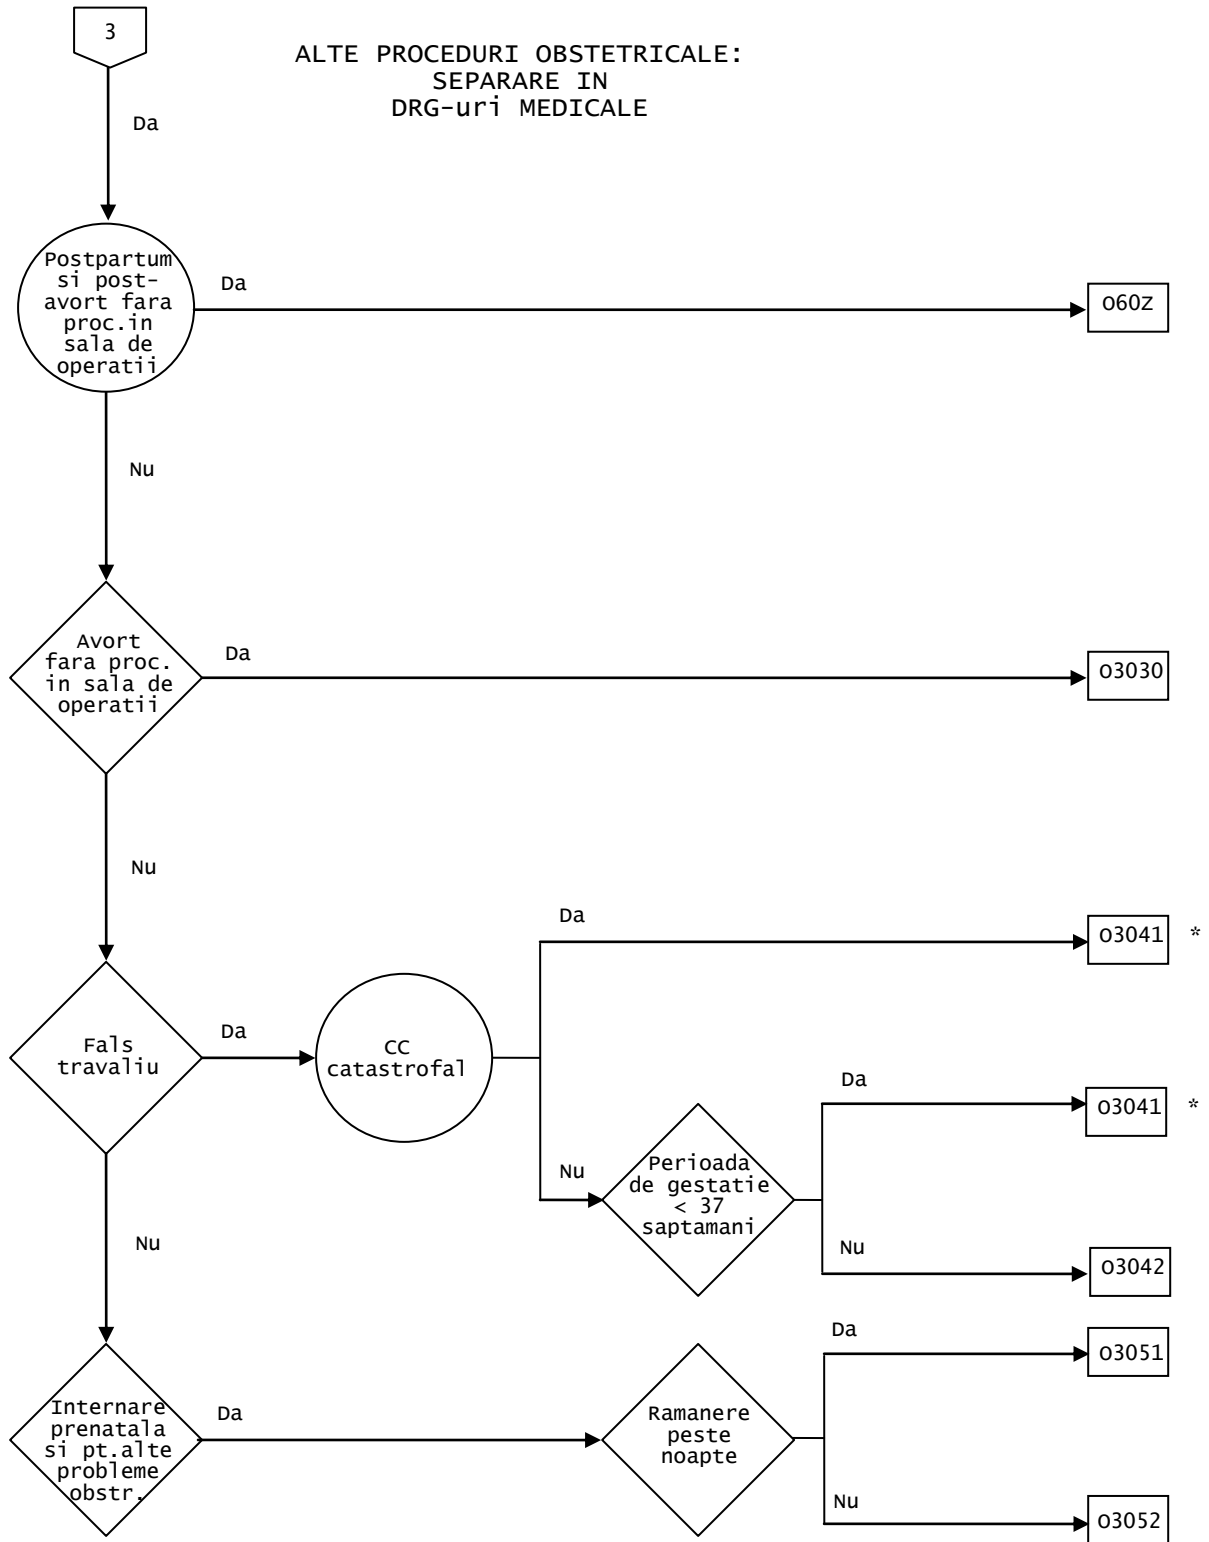 3
ALTE PROCEDURI OBSTETRICALE:
SEPARARE IN
DRG-uri MEDICALE
Da
Postpartum
si post-
avort fara
proc.in
sala de
operatii
Da
O60Z
Nu
Avort
fara proc.
in sala de
operatii
Da
O3030
Nu
Da
O3041 *
Fals
travaliu
Da
CC
catastrofal
Da
O3041 *
Nu
Perioada
de gestatie
< 37
saptamani
Nu
Nu
O3042
Da
O3051
Internare
prenatala
si pt.alte
probleme
obstr.
Da
Ramanere
peste
noapte
Nu
O3052